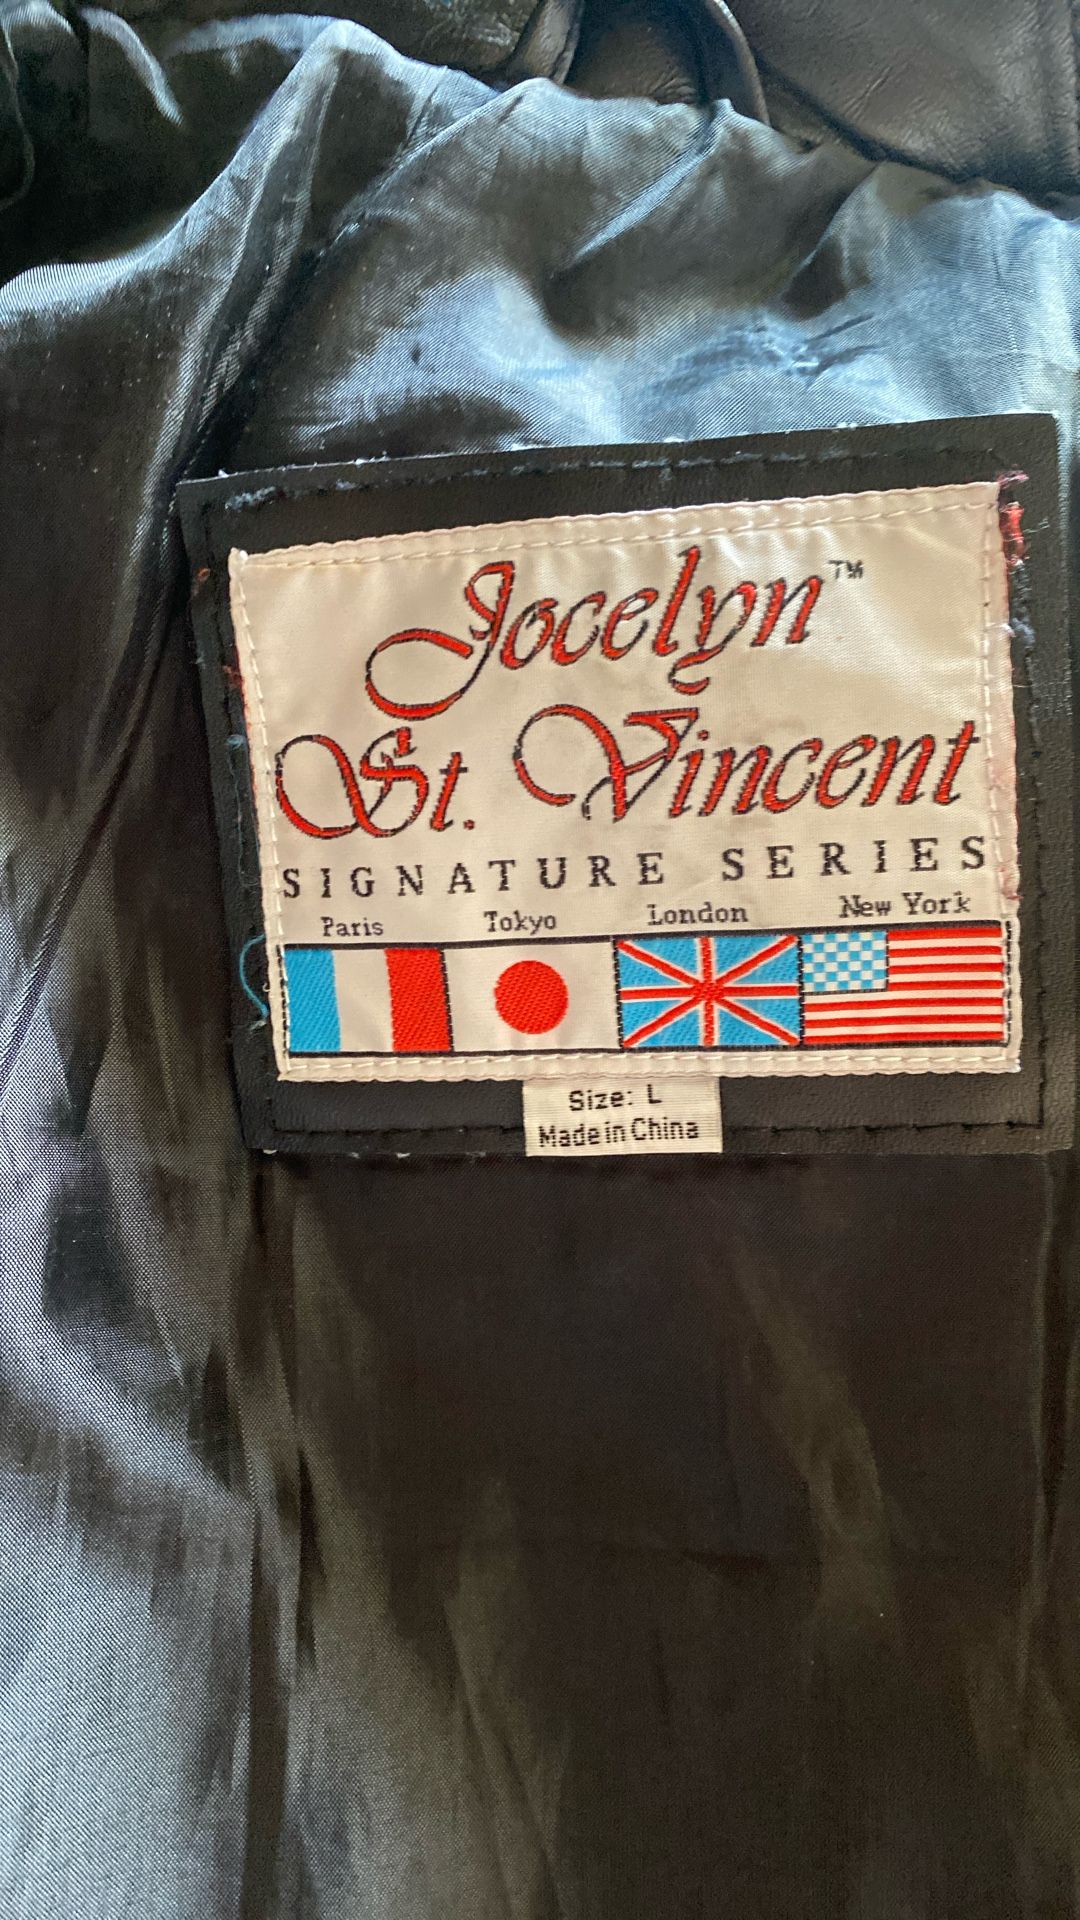 Jocelyn™
St. Vincent
SIGNATURE SERIES
Paris Tokyo London New York
Size: L
Made in China